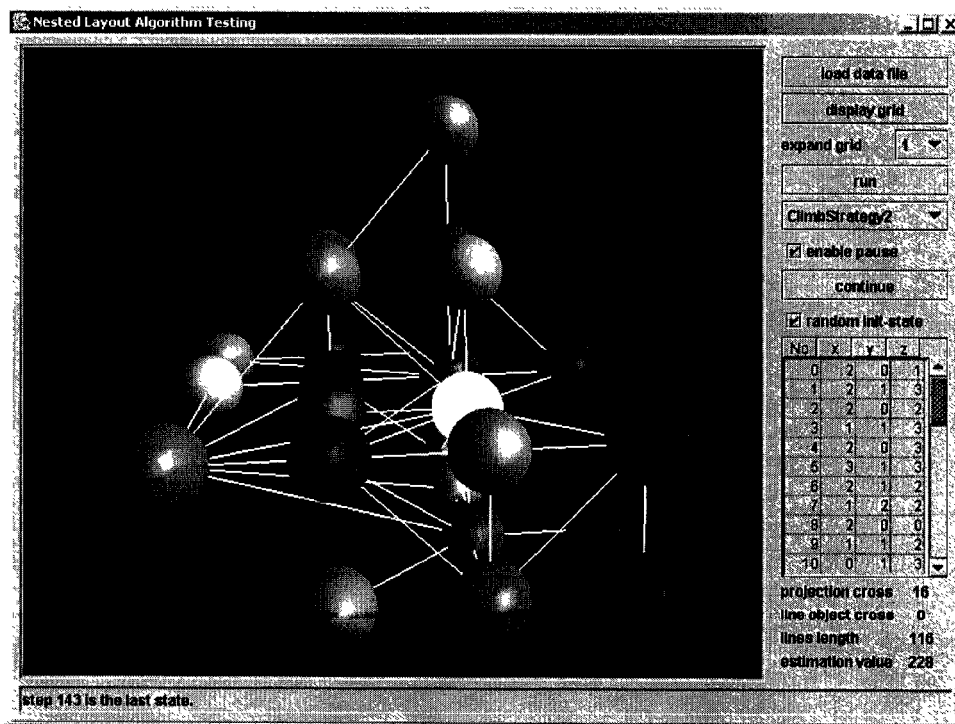 Nested Layout Algorithm Testing
load data file
display grid
expand grid 1
run
ClimbStrategy2
enable pause
continue
random init-state
No x y z
0 2 0 1
1 2 1 3
2 2 0 2
3 1 1 3
4 2 0 3
5 3 1 3
6 2 1 2
7 1 2 2
8 2 0 0
9 1 1 2
10 0 1 3
projection cross 16
line object cross 0
lines length 116
estimation value 228
step 143 is the last state.